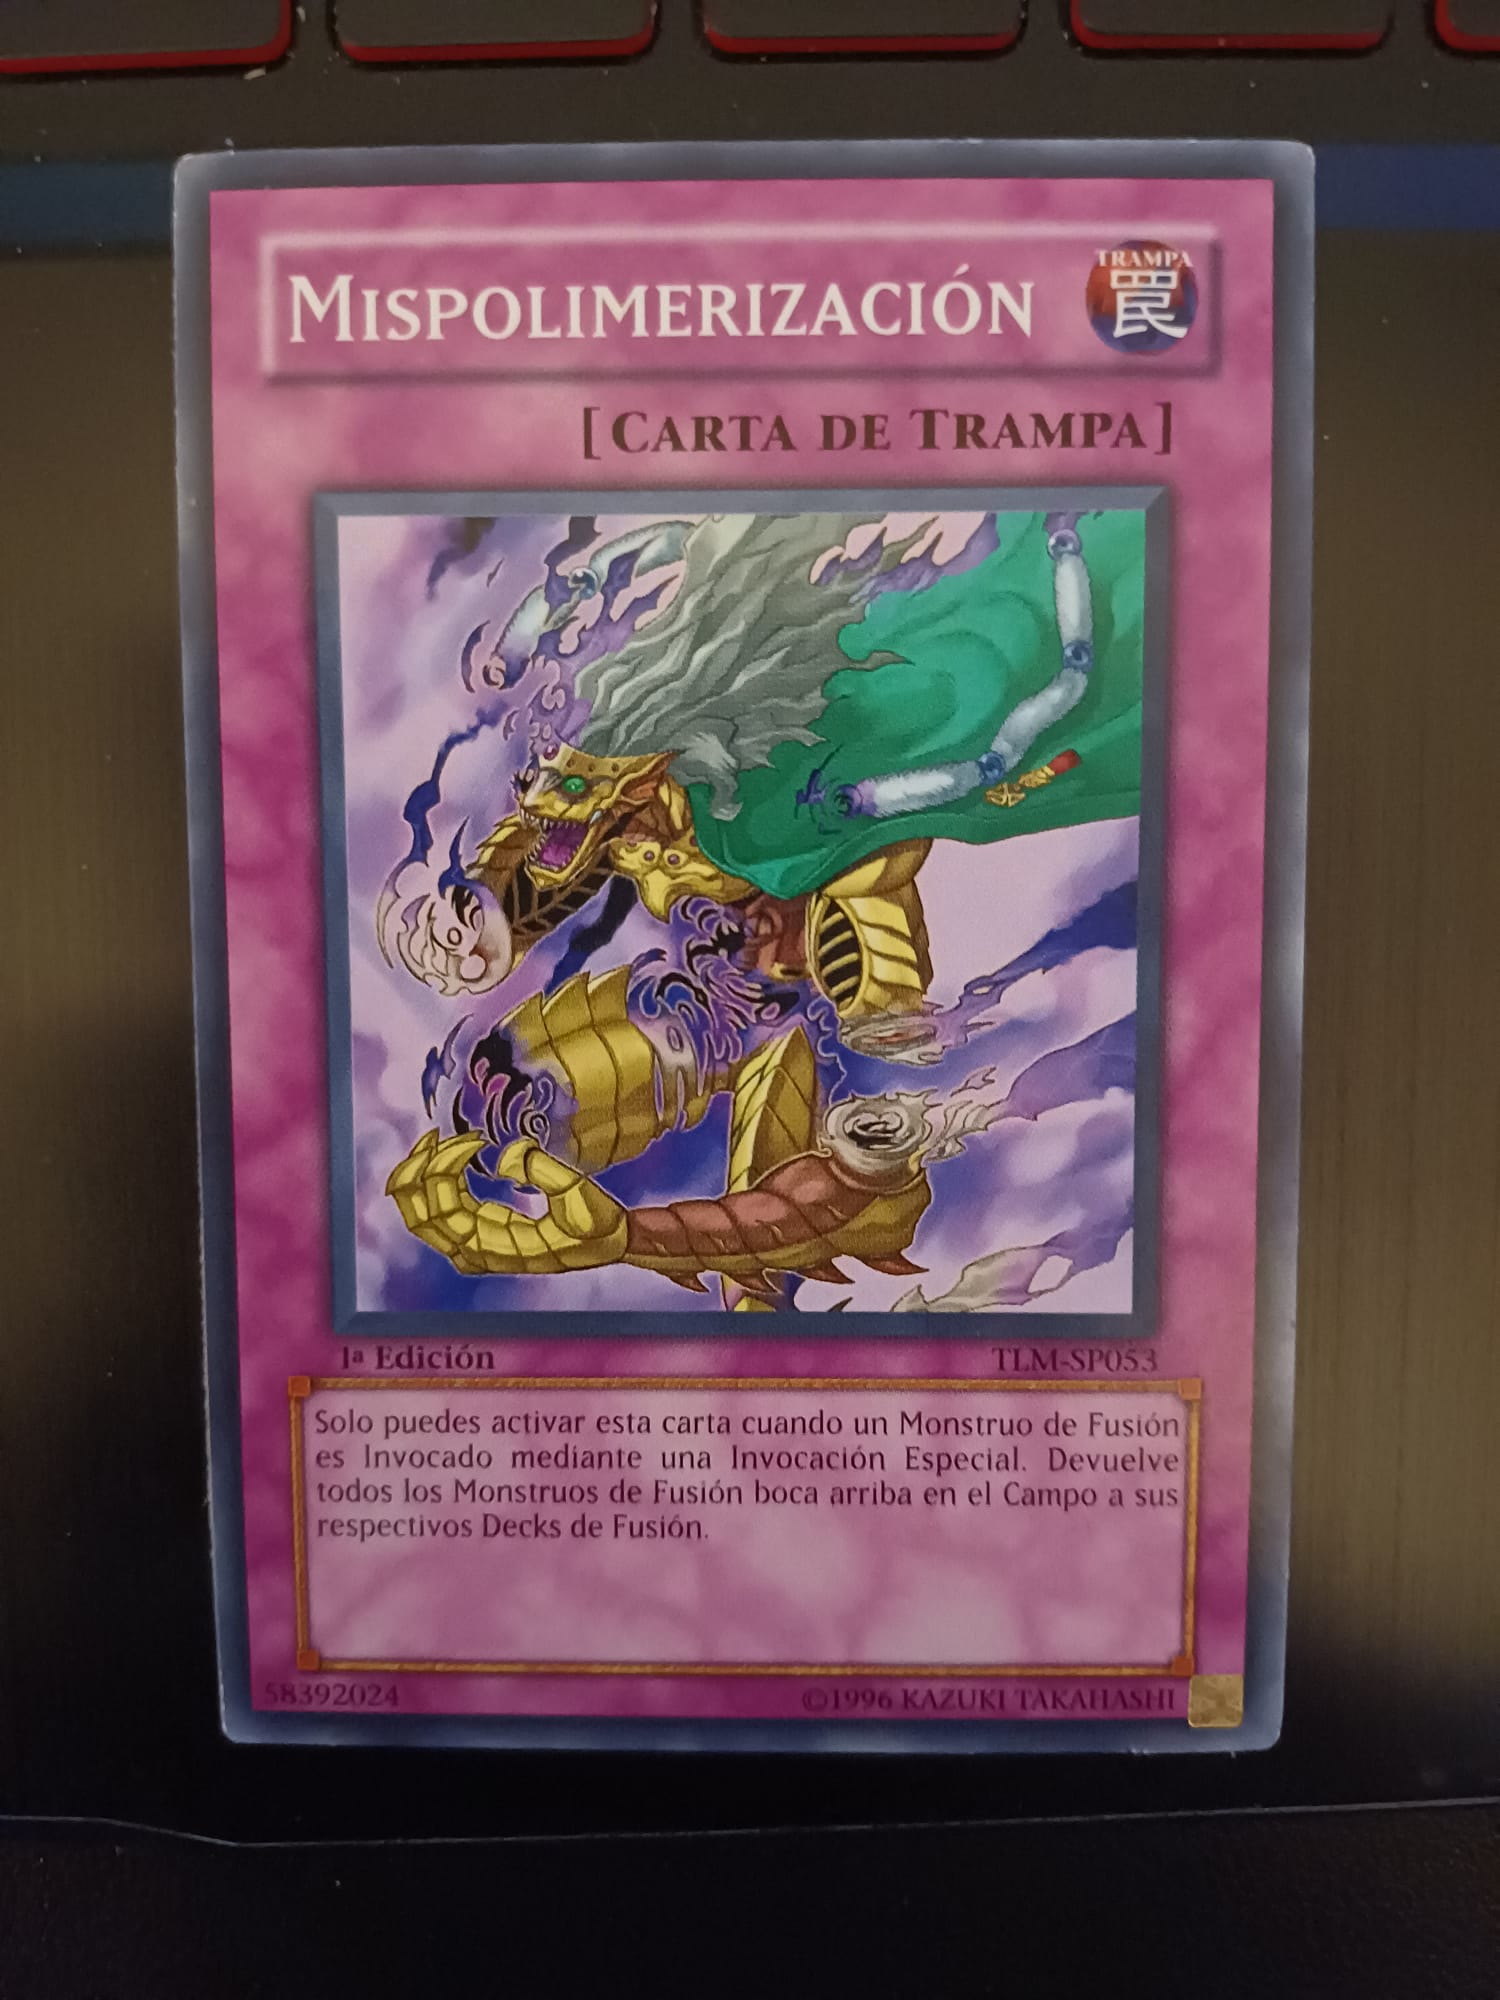 MISPOLIMERIZACIÓN
TRAMPA
罠
[CARTA DE TRAMPA]
1ª Edición
TLM-SP053
Solo puedes activar esta carta cuando un Monstruo de Fusión
es Invocado mediante una Invocación Especial. Devuelve
todos los Monstruos de Fusión boca arriba en el Campo a sus
respectivos Decks de Fusión.
58392024
©1996 KAZUKI TAKAHASHI